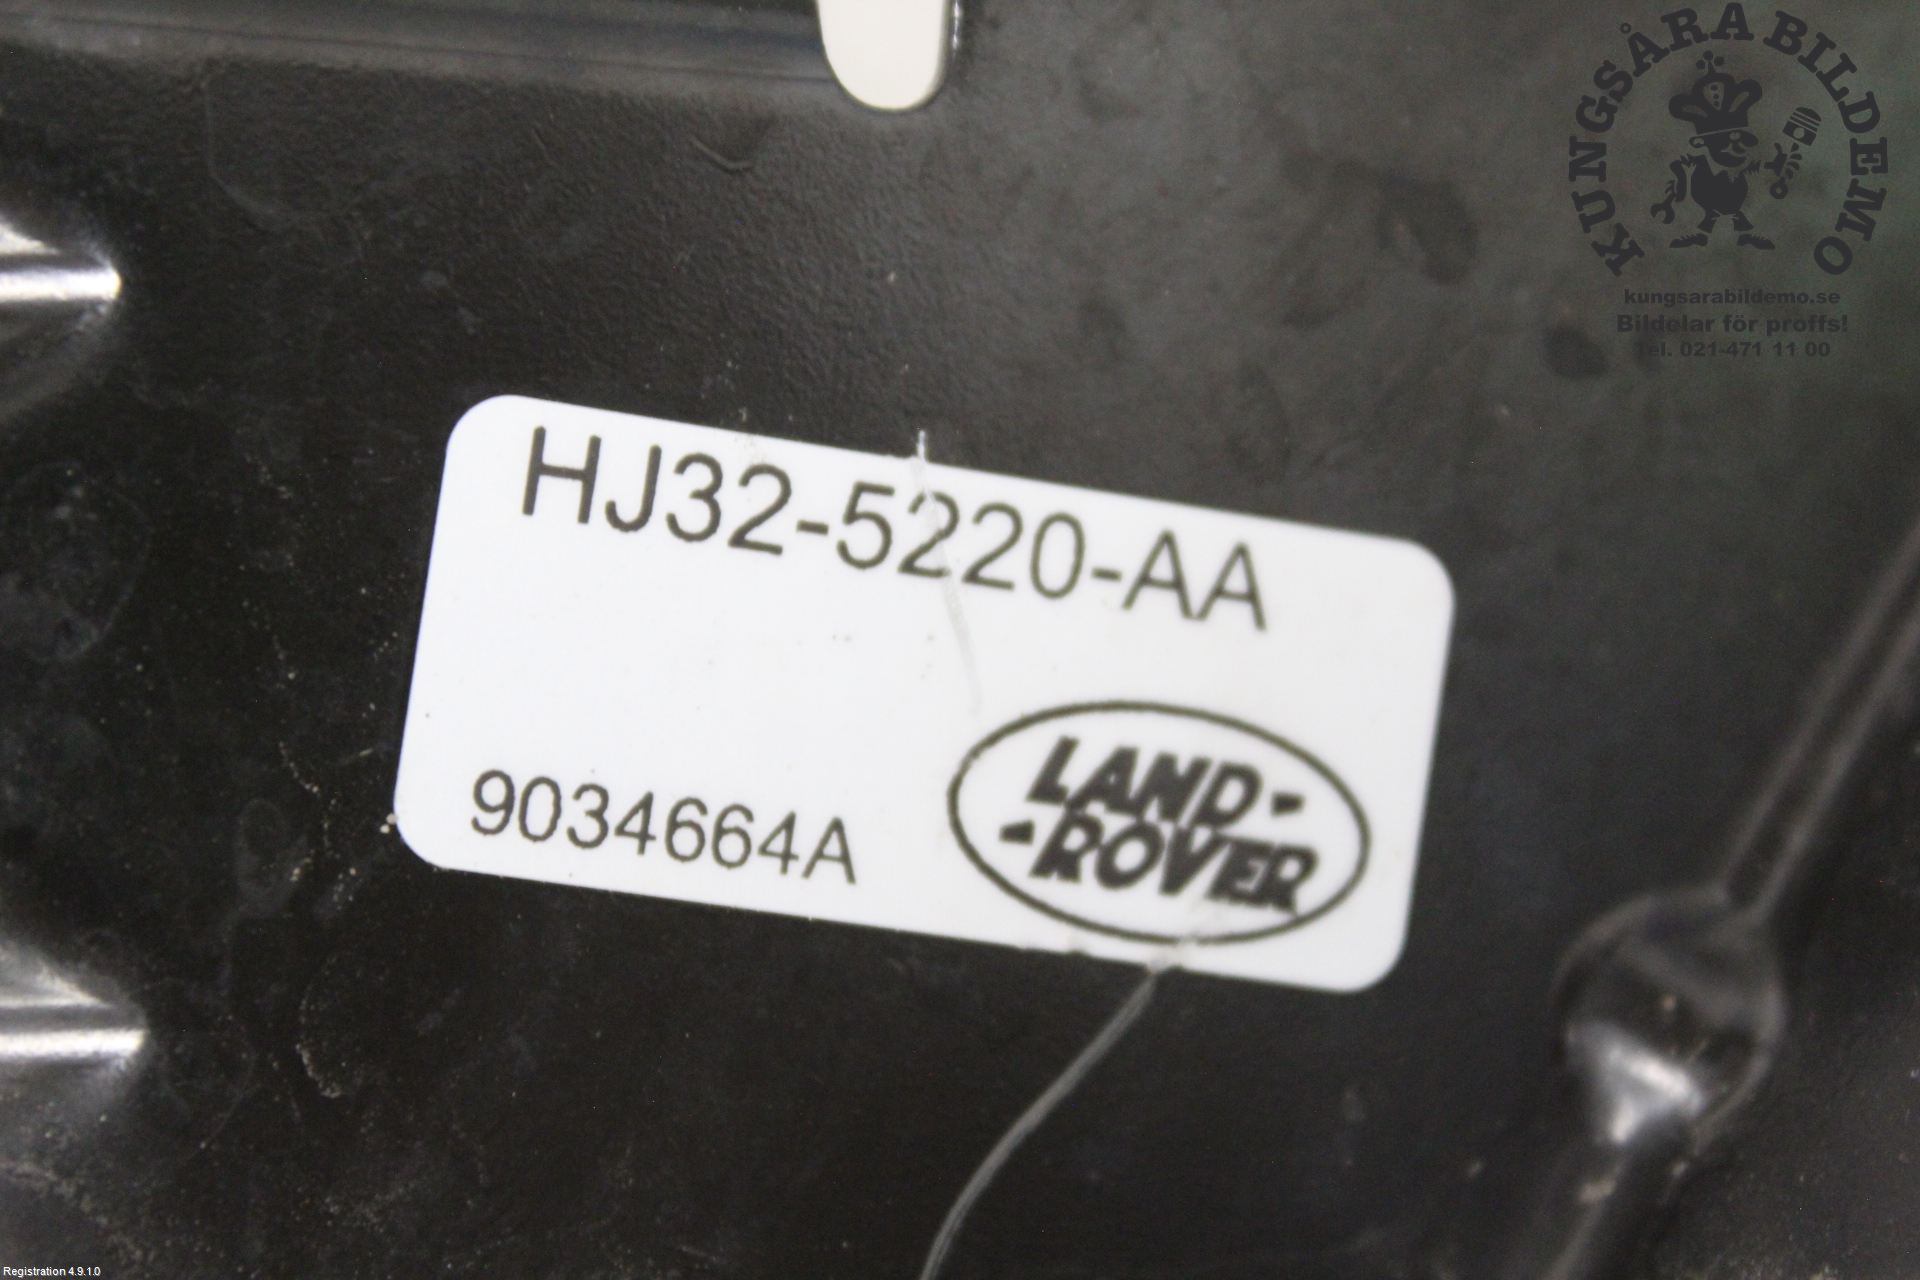 KUNGSÅRA BILDEMO
kungsarabildemo.se
Bildelar för proffs!
Tel. 021-471 11 00
HJ32-5220-AA
9034664A
LAND-
-ROVER
Registration 4.9.1.0